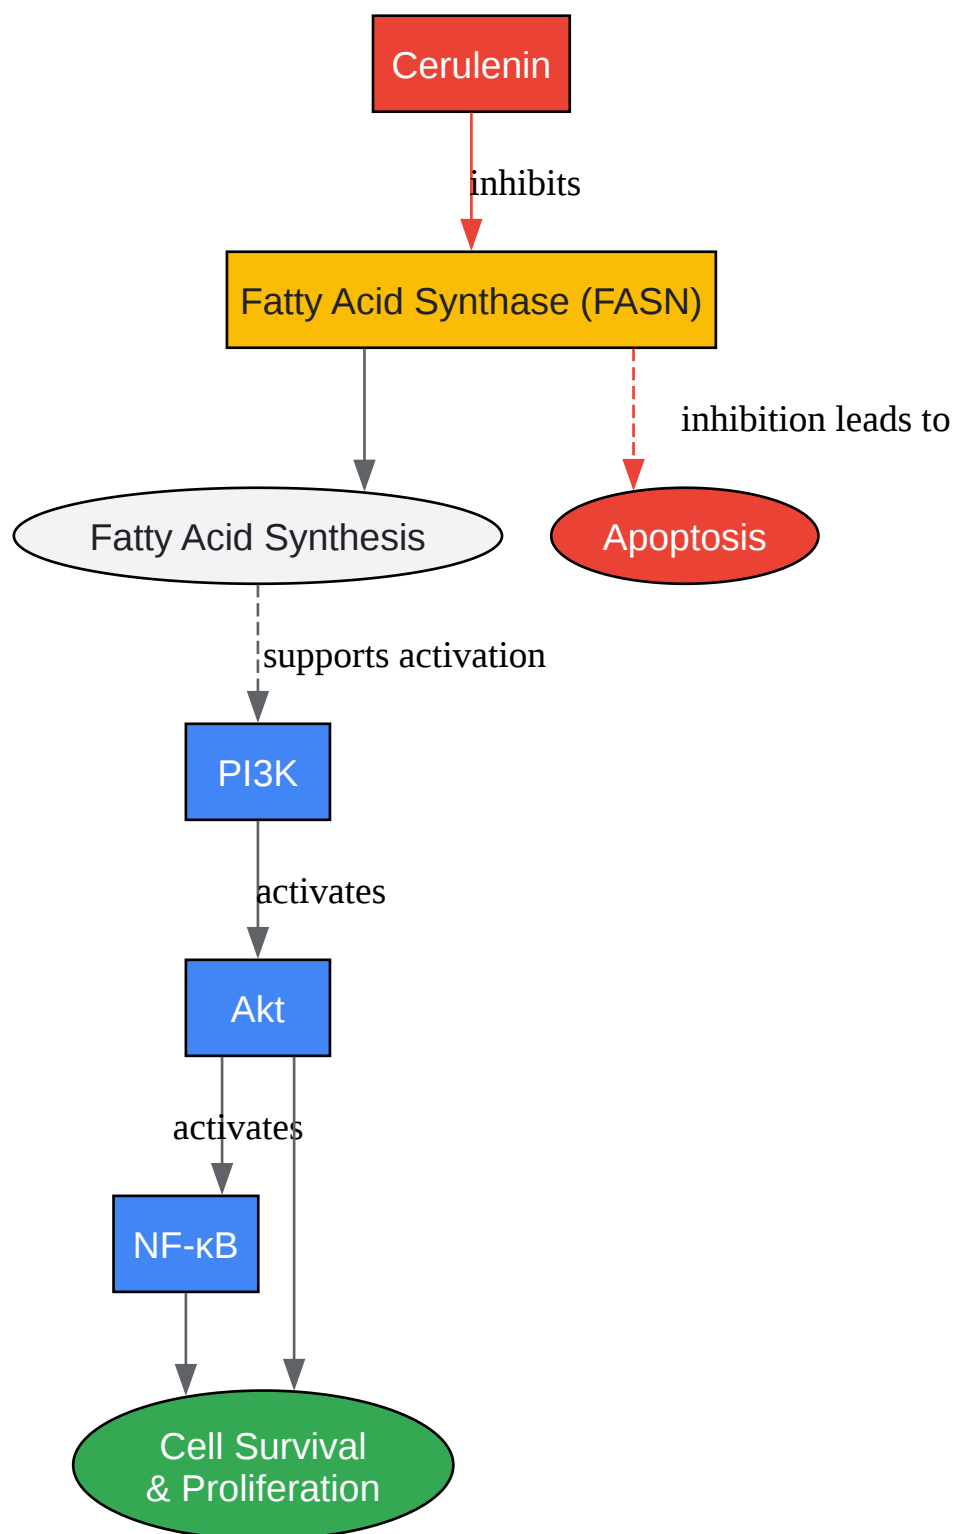 Cerulenin
inhibits
Fatty Acid Synthase (FASN)
inhibition leads to
Fatty Acid Synthesis
Apoptosis
supports activation
PI3K
activates
Akt
activates
NF-κB
Cell Survival
& Proliferation